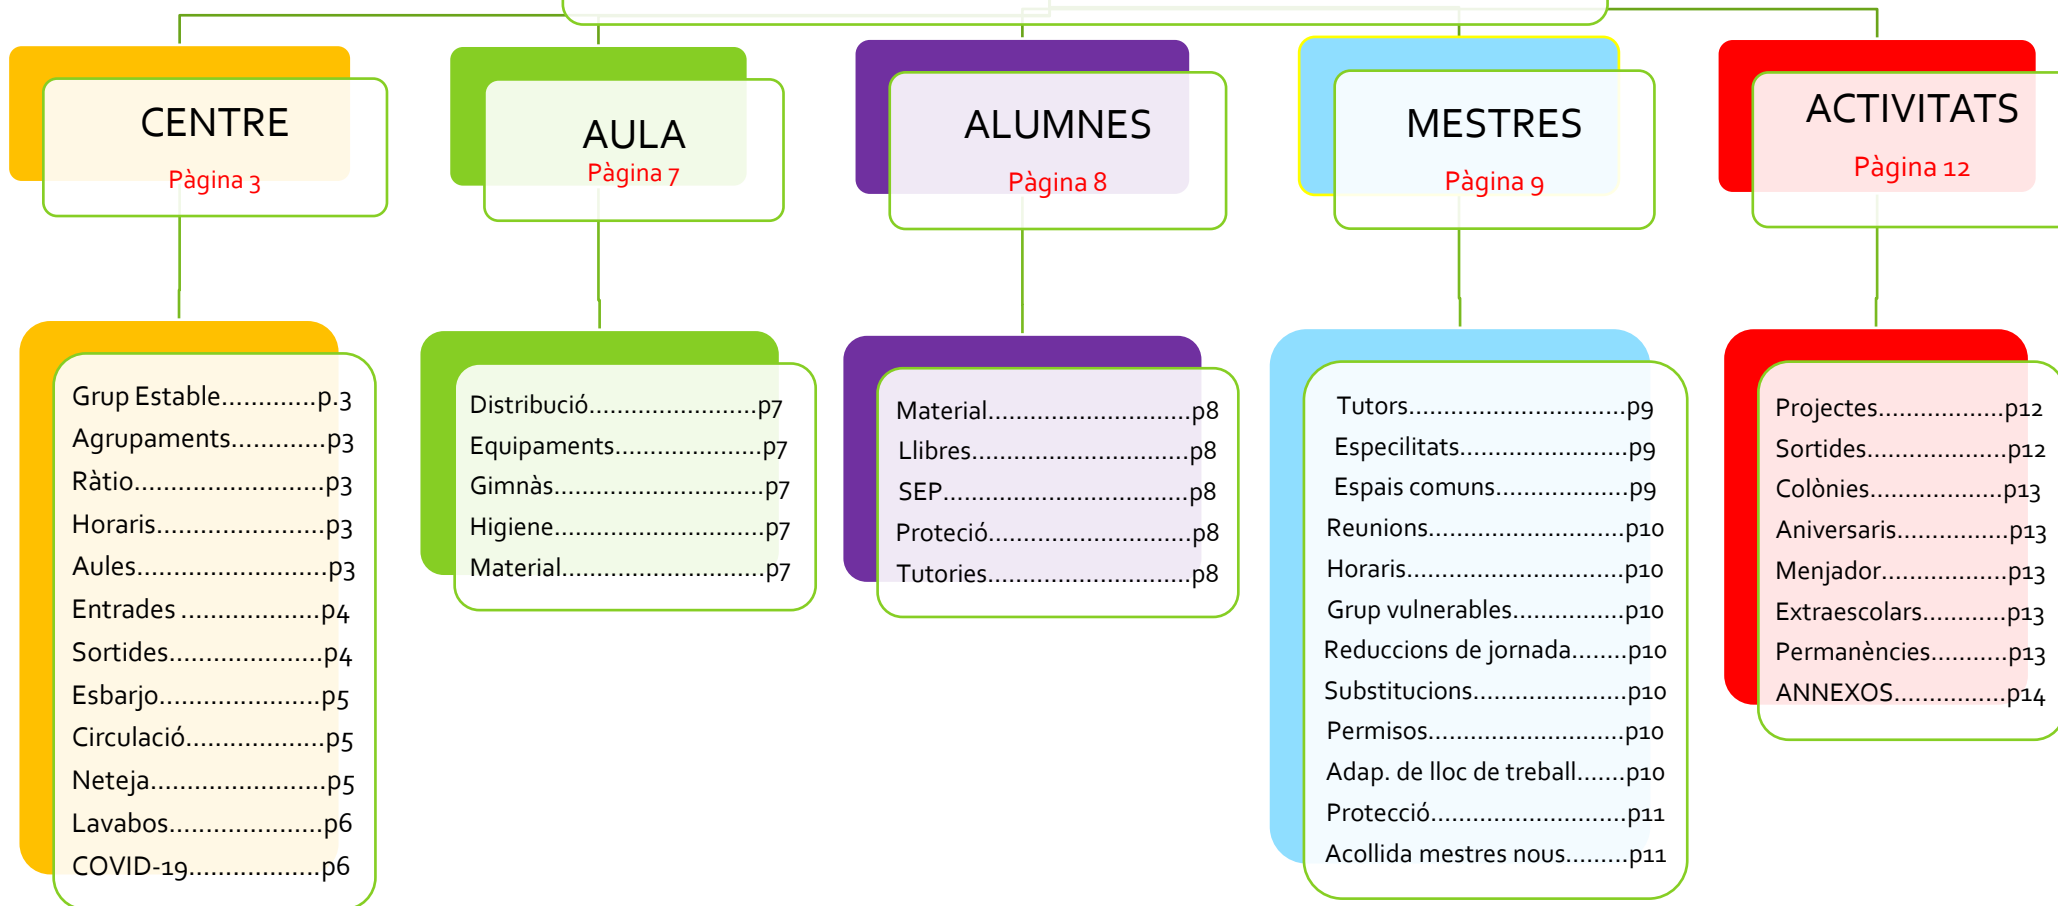 CENTRE
Pàgina 3
Grup Estable.............p.3
Agrupaments.............p3
Ràtio....................p3
Horaris..................p3
Aules....................p3
Entrades ...................p4
Sortides.....................p4
Esbarjo.....................p5
Circulació..................p5
Neteja.......................p5
Lavabos.....................p6
COVID-19..................p6
AULA
Pàgina 7
Distribució.......................p7
Equipaments....................p7
Gimnàs............................p7
Higiene............................p7
Material...........................p7
ALUMNES
Pàgina 8
Material...........................p8
Llibres.............................p8
SEP.................................p8
Proteció...........................p8
Tutories...........................p8
MESTRES
Pàgina 9
Tutors..............................p9
Especilitats.......................p9
Espais comuns..................p9
Reunions..........................p10
Horaris.............................p10
Grup vulnerables...............p10
Reduccions de jornada.......p10
Substitucions.....................p10
Permisos...........................p10
Adap. de lloc de treball.......p10
Protecció..........................p11
Acollida mestres nous.........p11
ACTIVITATS
Pàgina 12
Projectes.................p12
Sortides...................p12
Colònies..................p13
Aniversaris...............p13
Menjador.................p13
Extraescolars............p13
Permanències...........p13
ANNEXOS...............p14